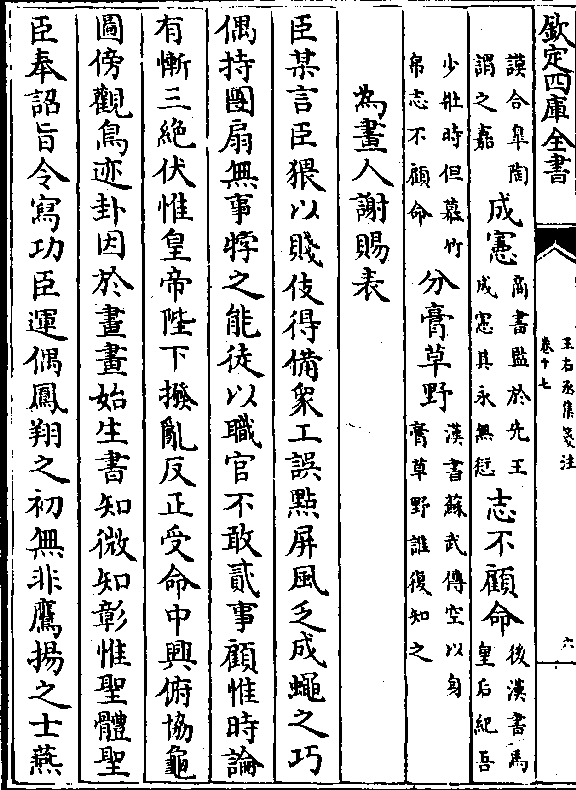 欽定四庫全書
王右丞集箋注
卷十七
六
謨合臯陶
謂之嘉
成憲
尚書監於先王
成憲其永無愆
志不顧命
後漢書馬
皇后紀吾
少壯時但慕竹
帛志不顧命
分膏草野
漢書蘇武傳空以身
膏草野誰復知之
為畫人謝賜表
臣某言臣猥以賤伎得備衆工誤點屏風乏成蠅之巧
偶持團扇無事牸之能徒以職官不敢貳事顧惟時論
有慚三絶伏惟皇帝陛下撥亂反正受命中興俯協龜
圖傍觀鳥迹卦因於畫畫始生書知微知彰惟聖體聖
臣奉詔旨令寫功臣運偶鳳翔之初無非鷹揚之士燕